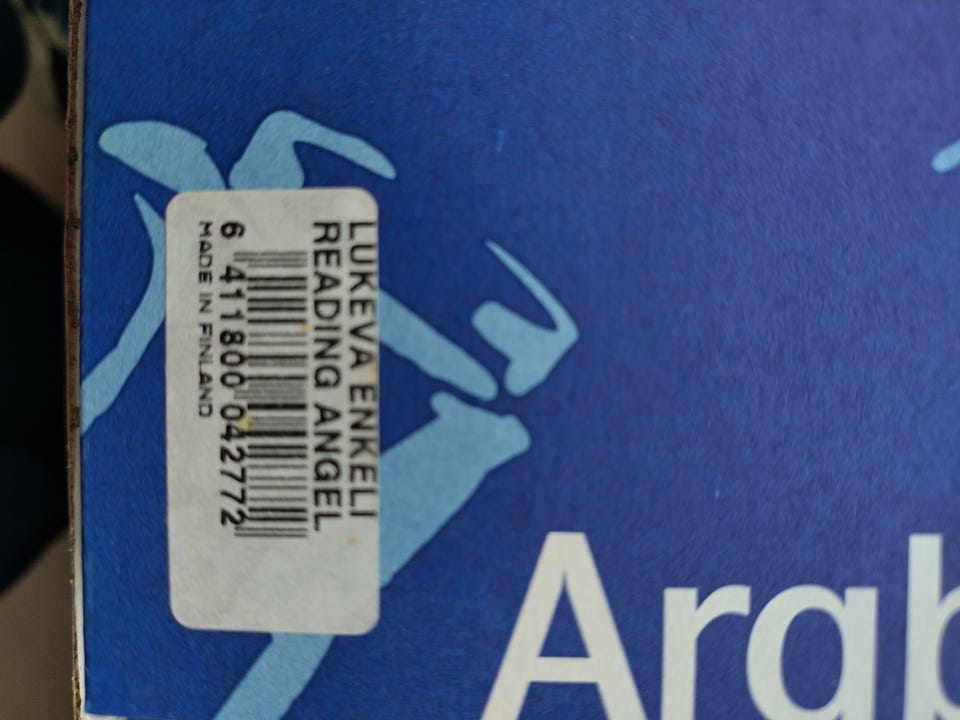 LUKEVA ENKELI
READING ANGEL
6 411800 042772
MADE IN FINLAND
Arab